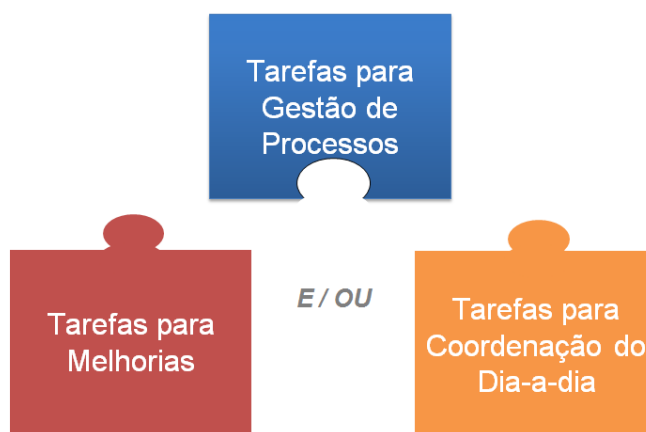 Tarefas para
Gestão de
Processos
E / OU
Tarefas para
Melhorias
Tarefas para
Coordenação do
Dia-a-dia